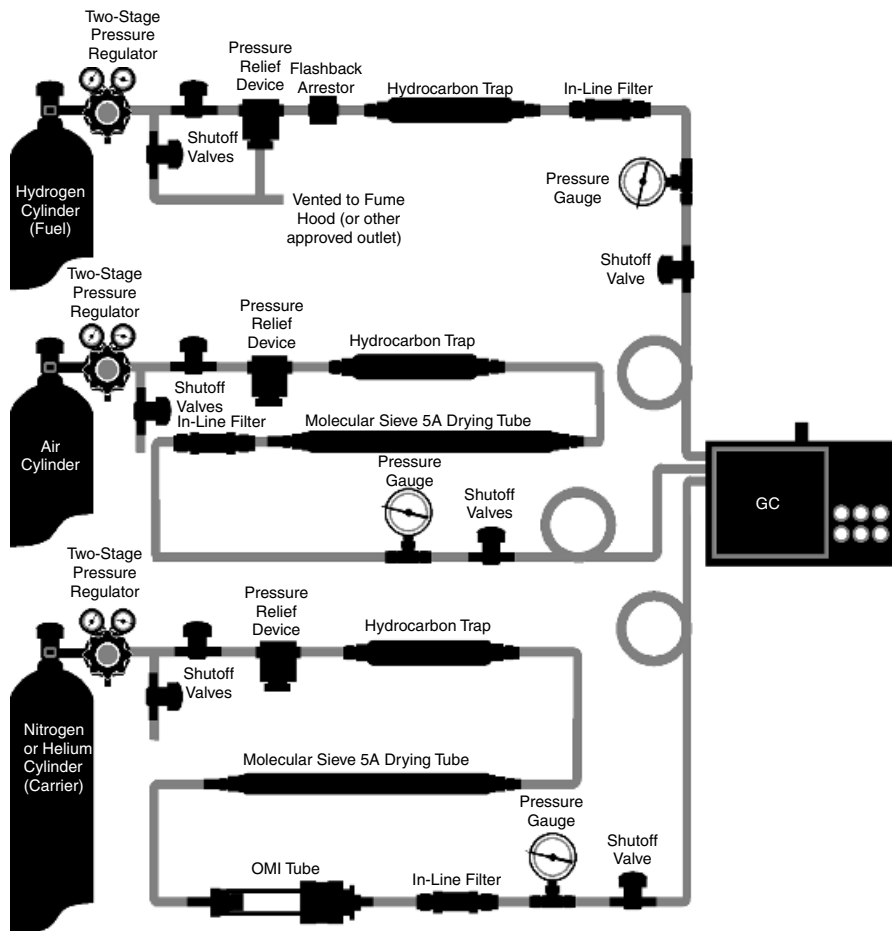 Two-Stage
Pressure
Regulator
Pressure
Relief
Device
Flashback
Arrestor
Hydrocarbon Trap
In-Line Filter
Shutoff
Valves
Hydrogen
Cylinder
(Fuel)
Vented to Fume
Hood (or other
approved outlet)
Pressure
Gauge
Shutoff
Valve
Two-Stage
Pressure
Regulator
Pressure
Relief
Device
Hydrocarbon Trap
Shutoff
Valves
In-Line Filter
Molecular Sieve 5A Drying Tube
Air
Cylinder
Pressure
Gauge
Shutoff
Valves
GC
Two-Stage
Pressure
Regulator
Pressure
Relief
Device
Hydrocarbon Trap
Shutoff
Valves
Nitrogen
or Helium
Cylinder
(Carrier)
Molecular Sieve 5A Drying Tube
Pressure
Gauge
Shutoff
Valve
OMI Tube
In-Line Filter